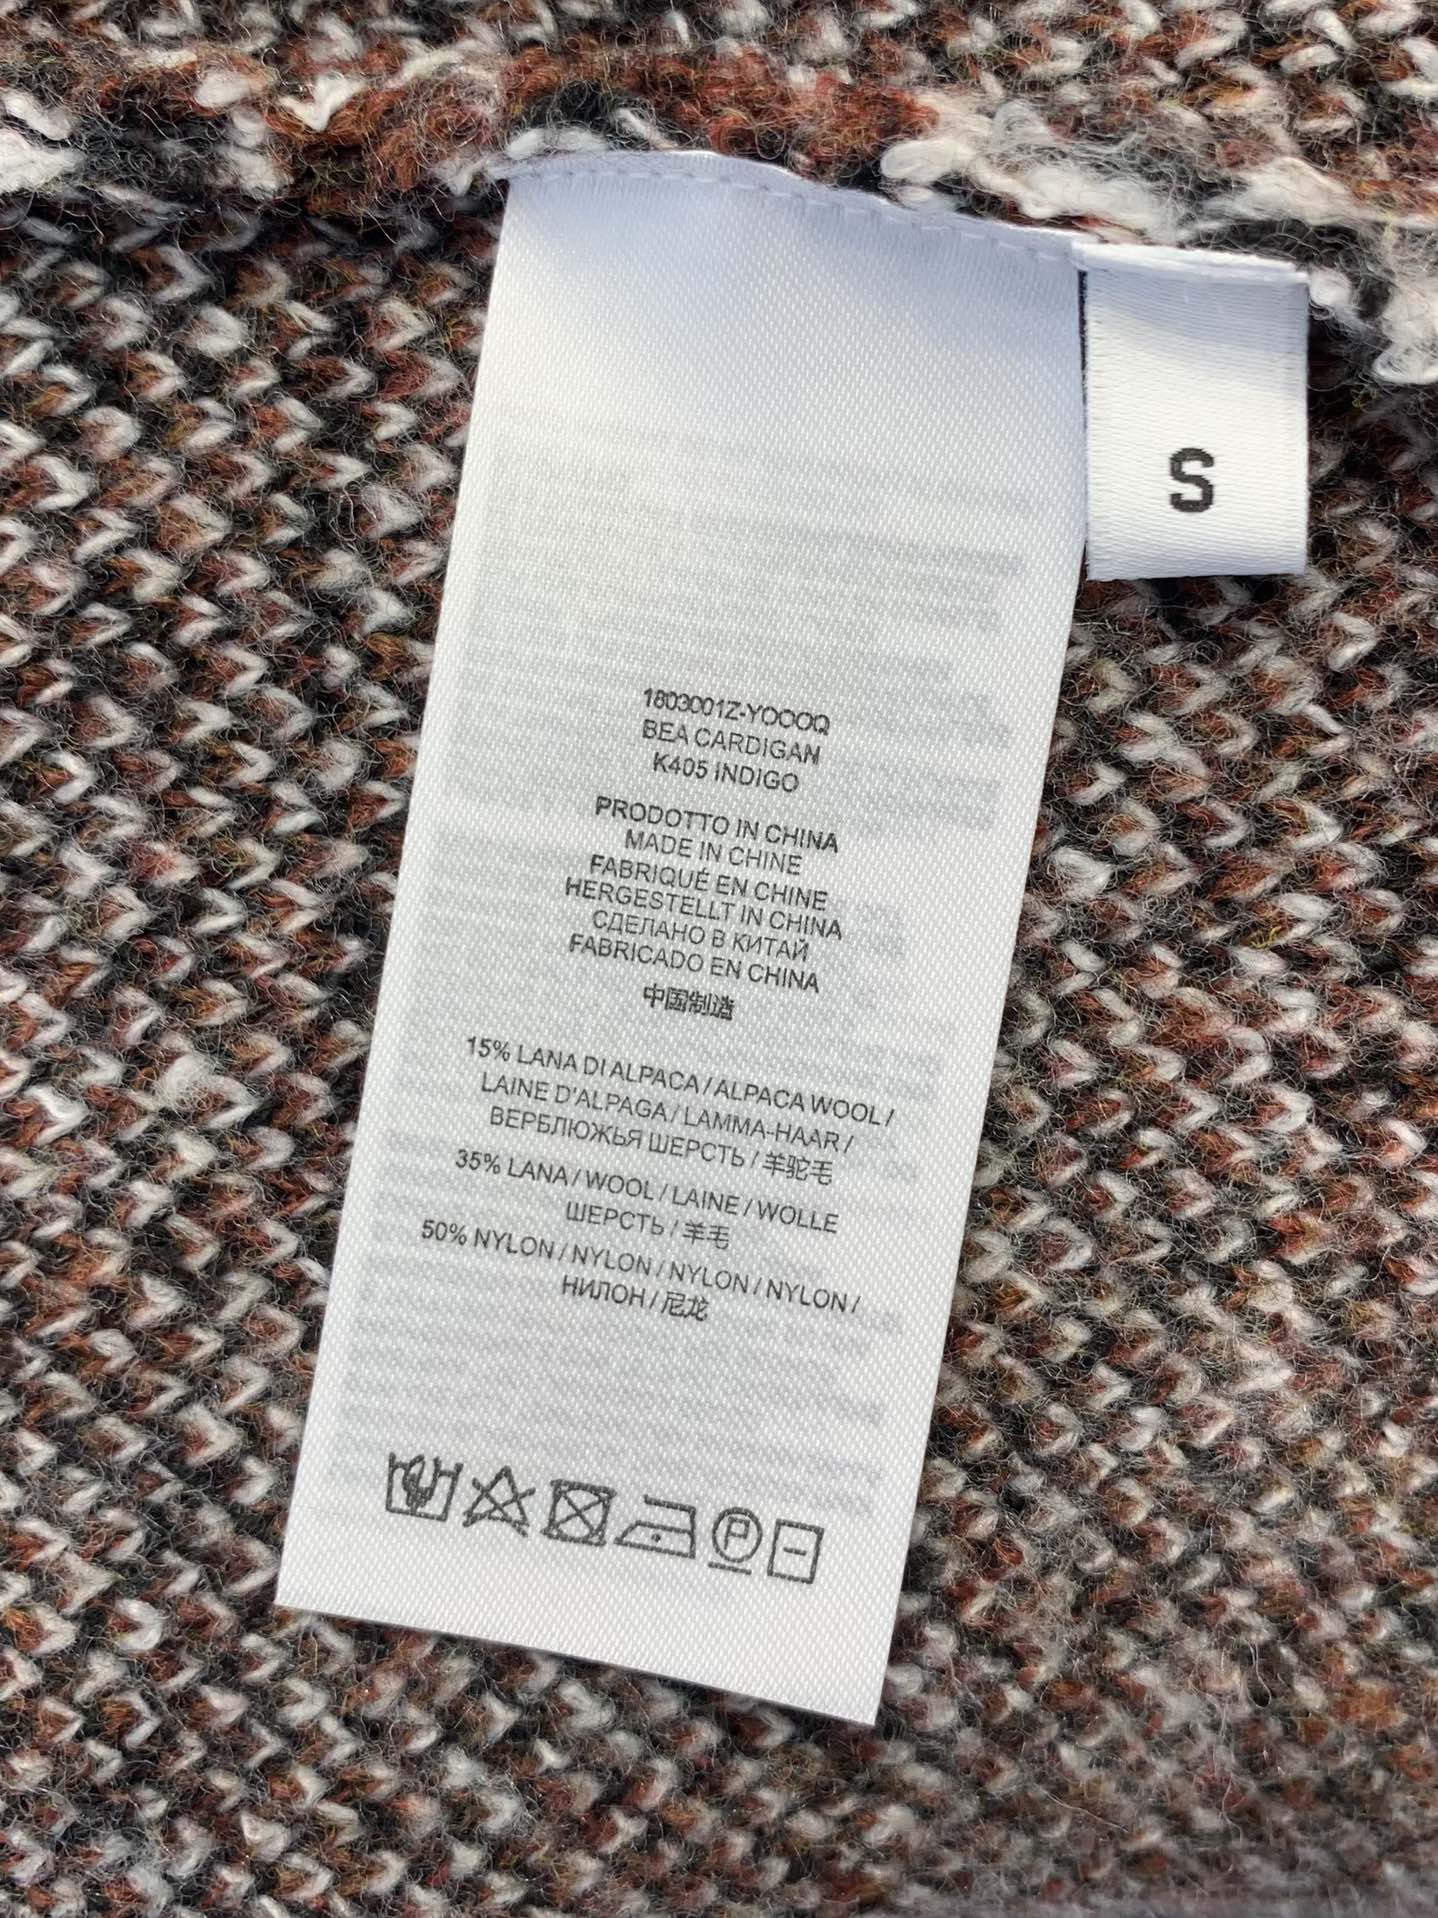 S
1803001Z-YOOOQ
BEA CARDIGAN
K405 INDIGO
PRODOTTO IN CHINA
MADE IN CHINE
FABRIQUÉ EN CHINE
HERGESTELLT IN CHINA
СДЕЛАНО В КИТАЙ
FABRICADO EN CHINA
中国制造
15% LANA DI ALPACA / ALPACA WOOL /
LAINE D'ALPAGA / LAMMA-HAAR /
ВЕРБЛЮЖЬЯ ШЕРСТЬ / 羊驼毛
35% LANA / WOOL / LAINE / WOLLE
ШЕРСТЬ / 羊毛
50% NYLON / NYLON / NYLON / NYLON /
НИЛОН / 尼龙
P